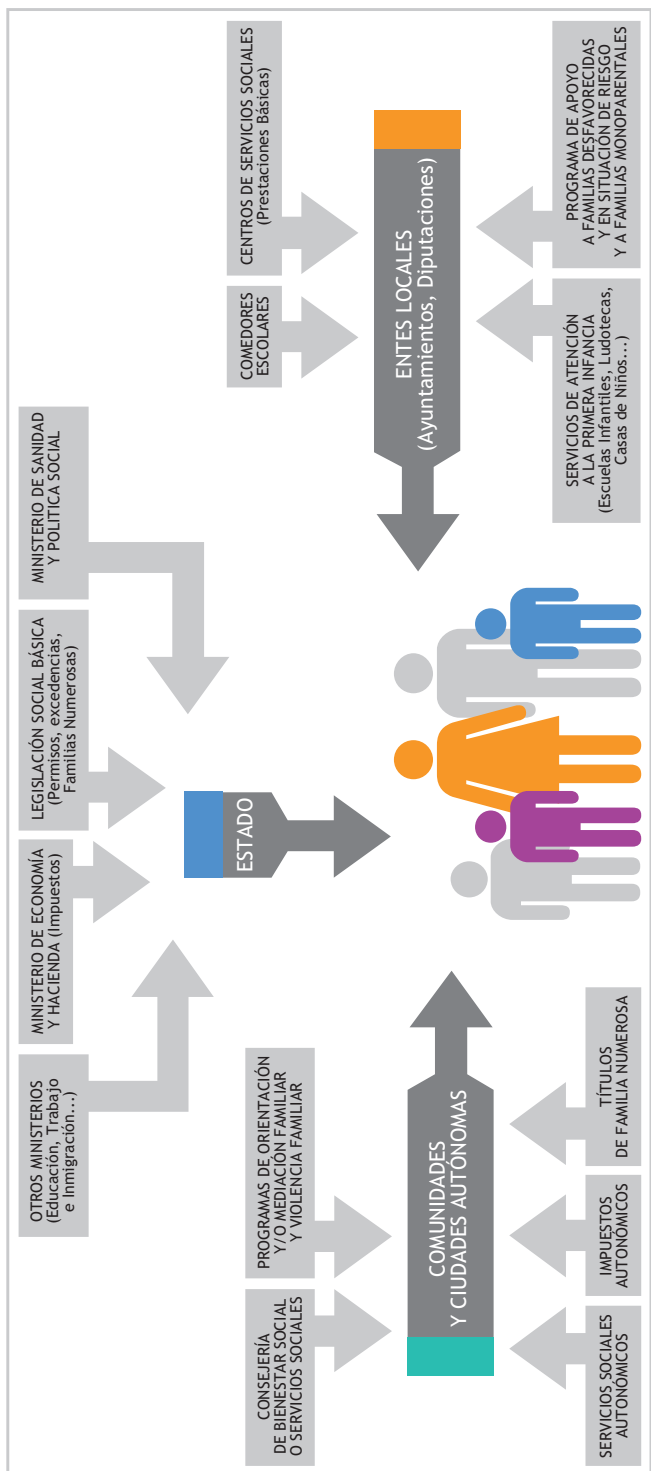 OTROS MINISTERIOS
(Educación, Trabajo
e Inmigración...)
MINISTERIO DE ECONOMÍA
Y HACIENDA (Impuestos)
LEGISLACIÓN SOCIAL BÁSICA
(Permisos, excedencias,
Familias Numerosas)
MINISTERIO DE SANIDAD
Y POLITICA SOCIAL
ESTADO
CONSEJERÍA
DE BIENESTAR SOCIAL
O SERVICIOS SOCIALES
PROGRAMAS DE ORIENTACIÓN
Y/O MEDIACIÓN FAMILIAR
Y VIOLENCIA FAMILIAR
COMUNIDADES
Y CIUDADES AUTÓNOMAS
SERVICIOS SOCIALES
AUTONÓMICOS
IMPUESTOS
AUTONÓMICOS
TÍTULOS
DE FAMILIA NUMEROSA
COMEDORES
ESCOLARES
CENTROS DE SERVICIOS SOCIALES
(Prestaciones Básicas)
ENTES LOCALES
(Ayuntamientos, Diputaciones)
SERVICIOS DE ATENCIÓN
A LA PRIMERA INFANCIA
(Escuelas Infantiles, Ludotecas,
Casas de Niños...)
PROGRAMA DE APOYO
A FAMILIAS DESFAVORECIDAS
Y EN SITUACIÓN DE RIESGO
Y A FAMILIAS MONOPARENTALES